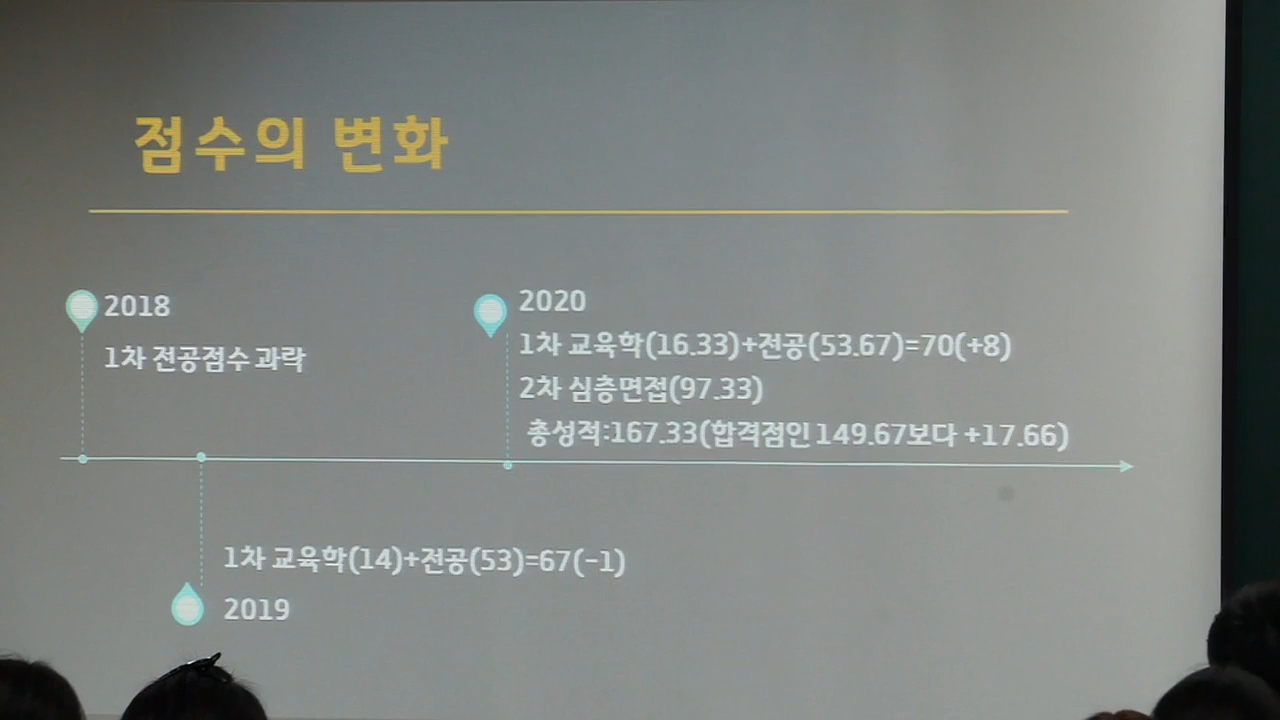 점수의 변화
2018
1차 전공점수 과락
2020
1차 교육학(16.33)+전공(53.67)=70(+8)
2차 심층면접(97.33)
총성적:167.33(합격점인 149.67보다 +17.66)
1차 교육학(14)+전공(53)=67(-1)
2019